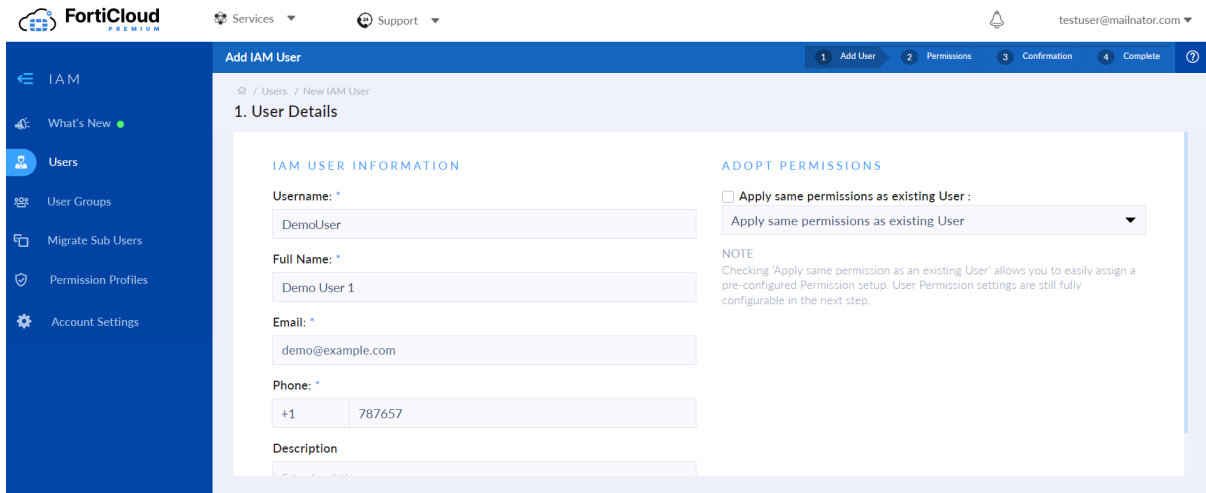 FortiCloud
PREMIUM
Services
24
Support
testuser@mailnator.com
IAM
What's New
Users
User Groups
Migrate Sub Users
Permission Profiles
Account Settings
Add IAM User
1 Add User
2 Permissions
3 Confirmation
4 Complete
?
/ Users / New IAM User
1. User Details
IAM USER INFORMATION
Username: *
DemoUser
Full Name: *
Demo User 1
Email: *
demo@example.com
Phone: *
+1 787657
Description
ADOPT PERMISSIONS
Apply same permissions as existing User :
Apply same permissions as existing User
NOTE
Checking 'Apply same permission as an existing User' allows you to easily assign a
pre-configured Permission setup. User Permission settings are still fully
configurable in the next step.